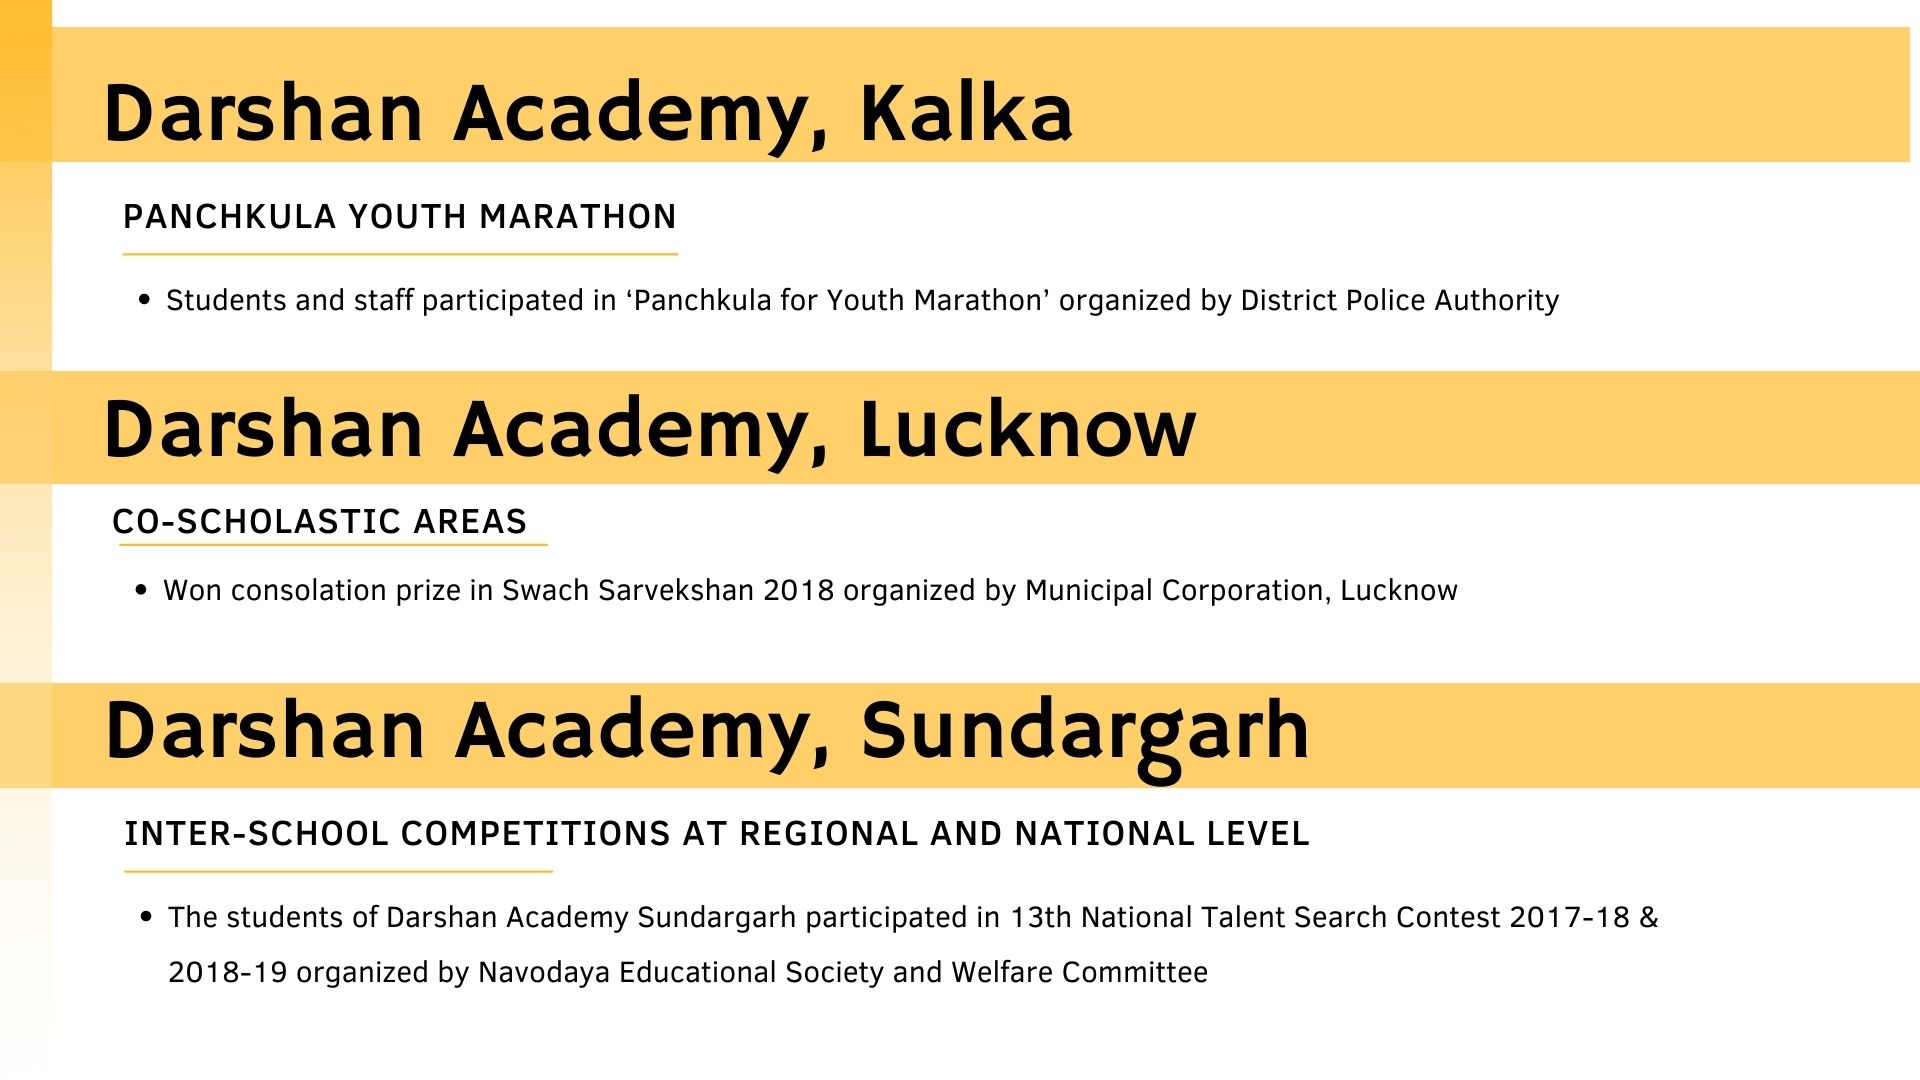 Darshan Academy, Kalka
PANCHKULA YOUTH MARATHON
• Students and staff participated in ‘Panchkula for Youth Marathon’ organized by District Police Authority
Darshan Academy, Lucknow
CO-SCHOLASTIC AREAS
• Won consolation prize in Swach Sarvekshan 2018 organized by Municipal Corporation, Lucknow
Darshan Academy, Sundargarh
INTER-SCHOOL COMPETITIONS AT REGIONAL AND NATIONAL LEVEL
• The students of Darshan Academy Sundargarh participated in 13th National Talent Search Contest 2017-18 &
2018-19 organized by Navodaya Educational Society and Welfare Committee